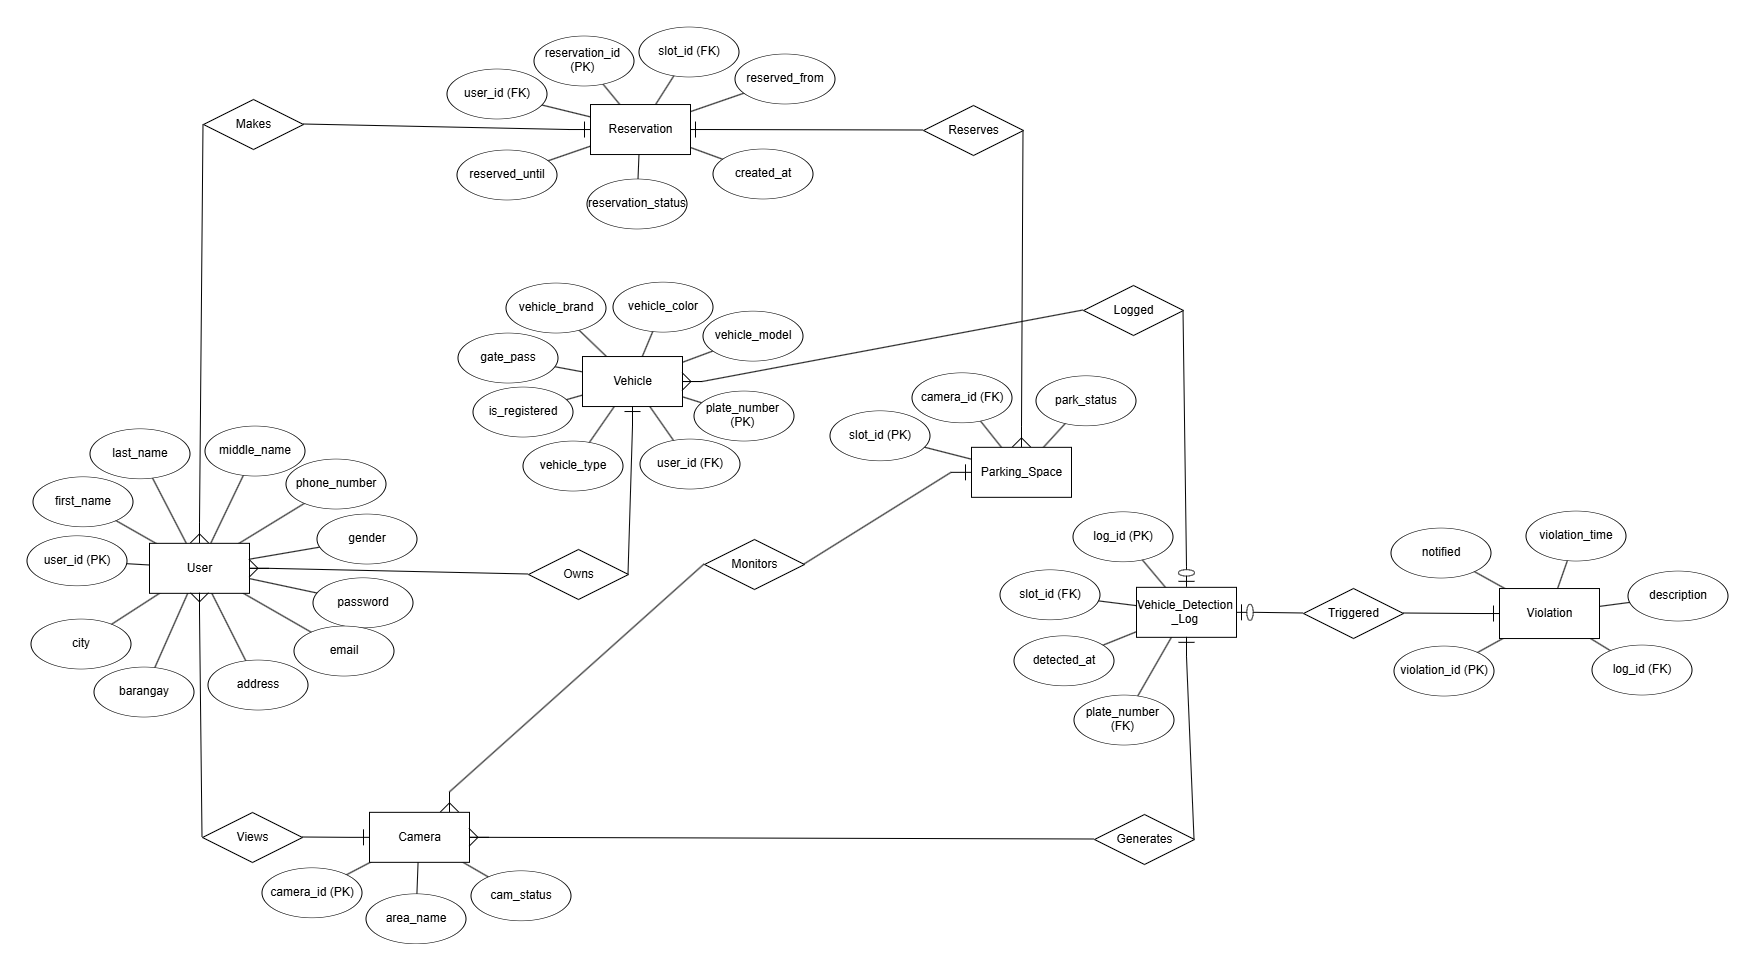 reservation_id
(PK)
slot_id (FK)
user_id (FK)
reserved_from
Makes
Reservation
Reserves
reserved_until
created_at
reservation_status
vehicle_brand
vehicle_color
Logged
vehicle_model
gate_pass
Vehicle
is_registered
plate_number
(PK)
vehicle_type
user_id (FK)
camera_id (FK)
park_status
slot_id (PK)
Parking_Space
last_name
middle_name
phone_number
first_name
gender
user_id (PK)
User
password
city
email
barangay
address
Owns
Monitors
log_id (PK)
slot_id (FK)
Vehicle_Detection
_Log
detected_at
plate_number
(FK)
Triggered
notified
violation_time
description
Violation
violation_id (PK)
log_id (FK)
Views
Camera
Generates
camera_id (PK)
area_name
cam_status